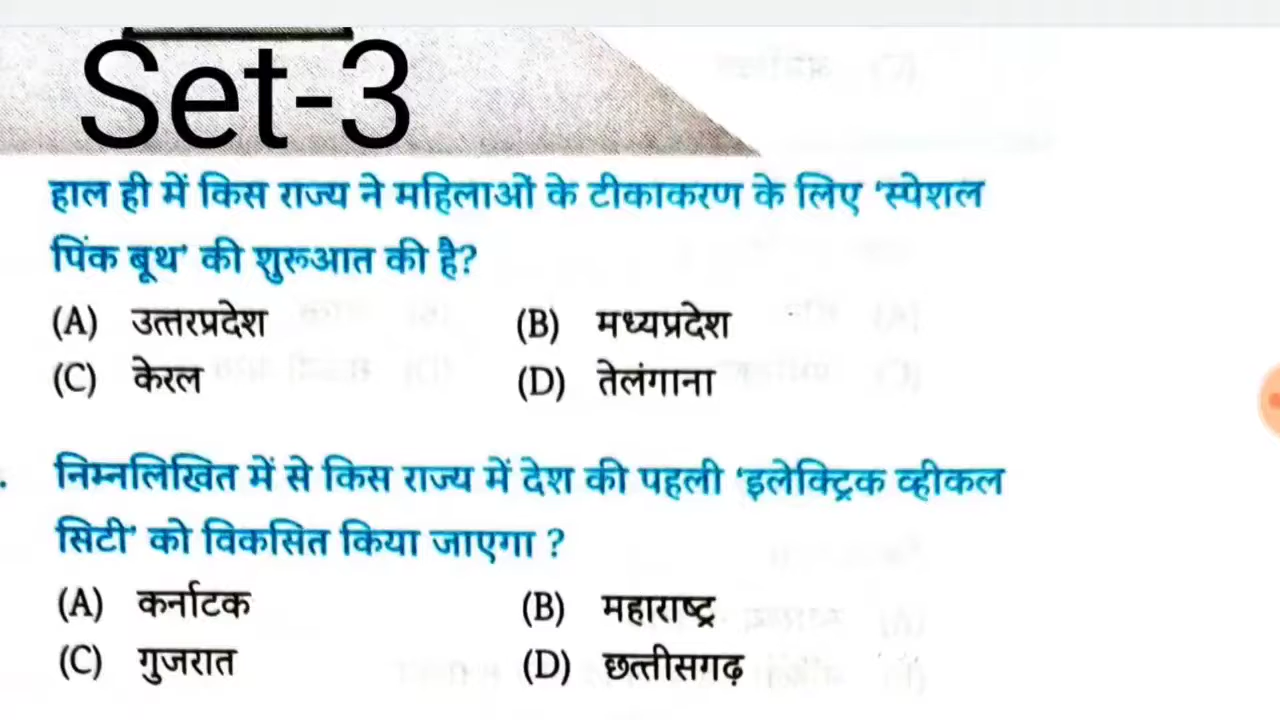 Set-3
हाल ही में किस राज्य ने महिलाओं के टीकाकरण के लिए 'स्पेशल
पिंक बूथ' की शुरूआत की है?
(A) उत्तरप्रदेश (B) मध्यप्रदेश
(C) केरल (D) तेलंगाना
निम्नलिखित में से किस राज्य में देश की पहली 'इलेक्ट्रिक व्हीकल
सिटी' को विकसित किया जाएगा ?
(A) कर्नाटक (B) महाराष्ट्र
(C) गुजरात (D) छत्तीसगढ़